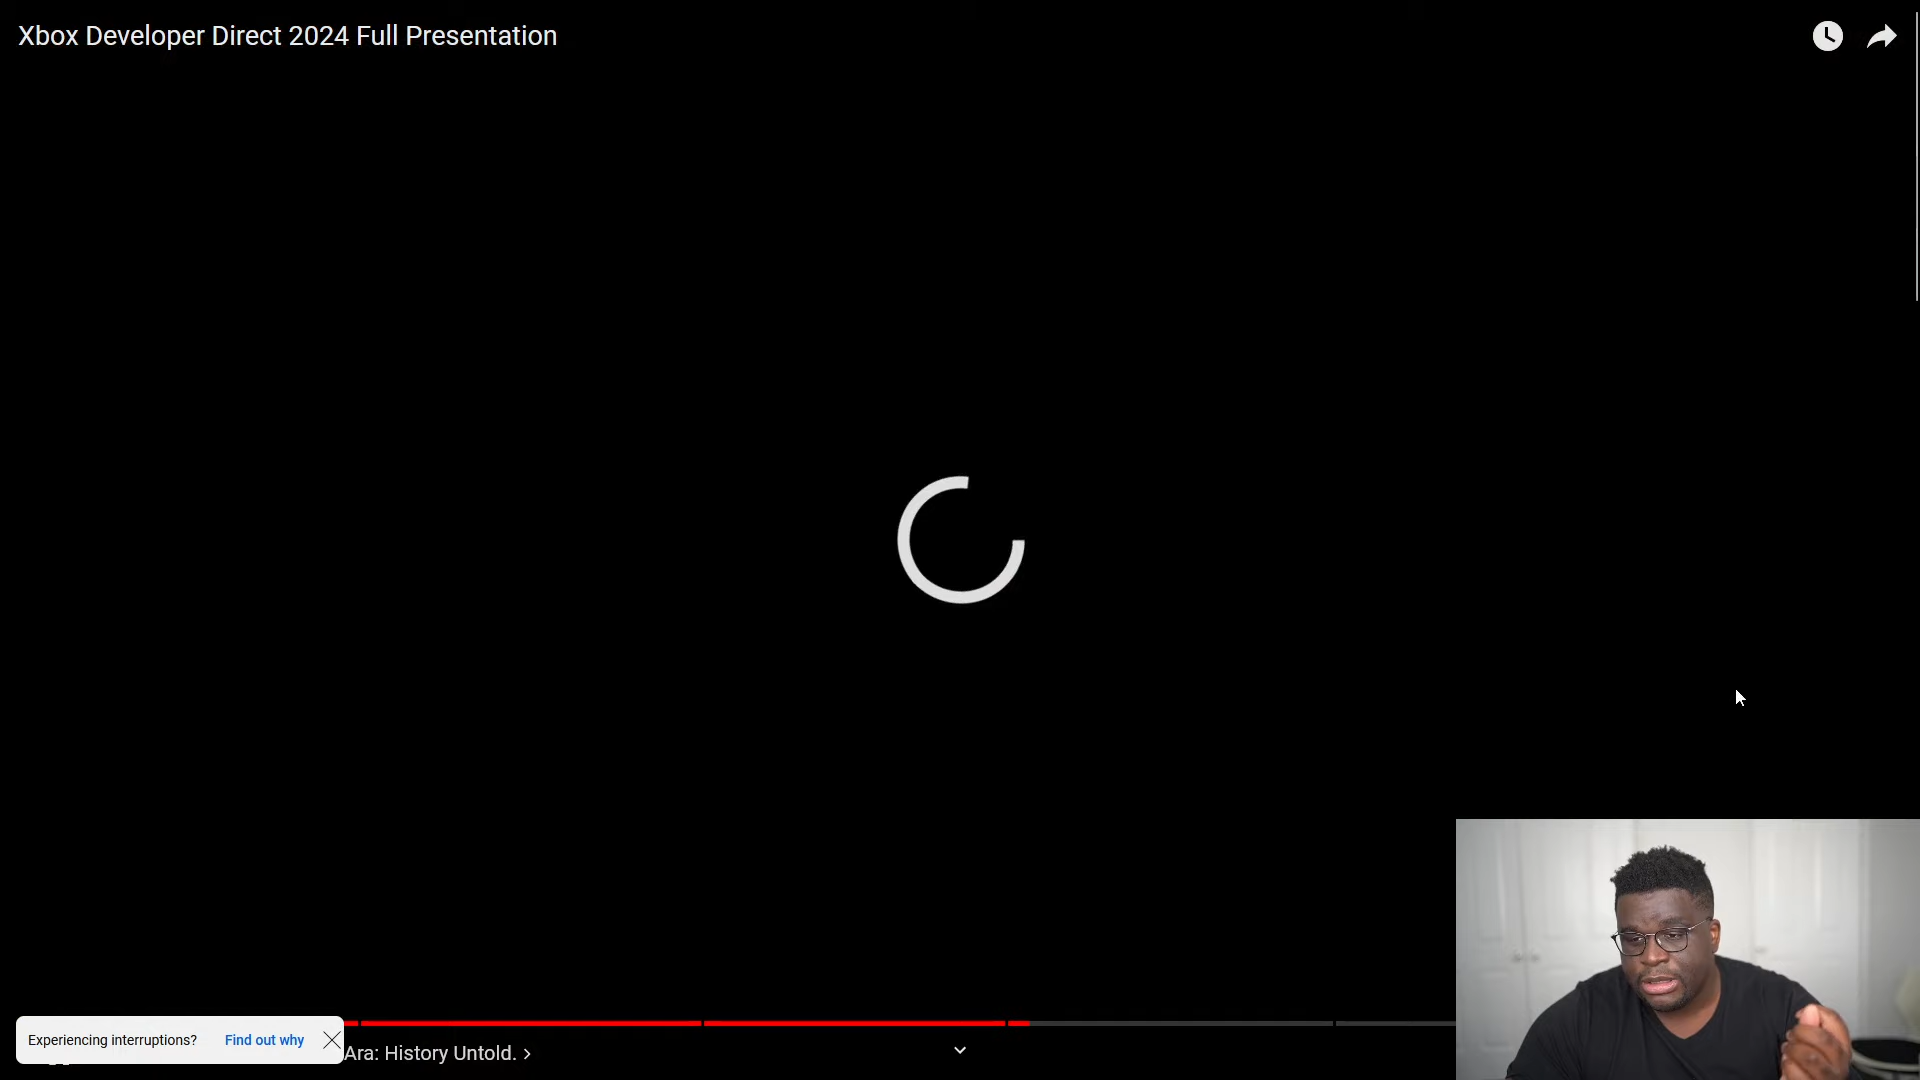 Xbox Developer Direct 2024 Full Presentation
Experiencing interruptions? Find out why
Ara: History Untold.